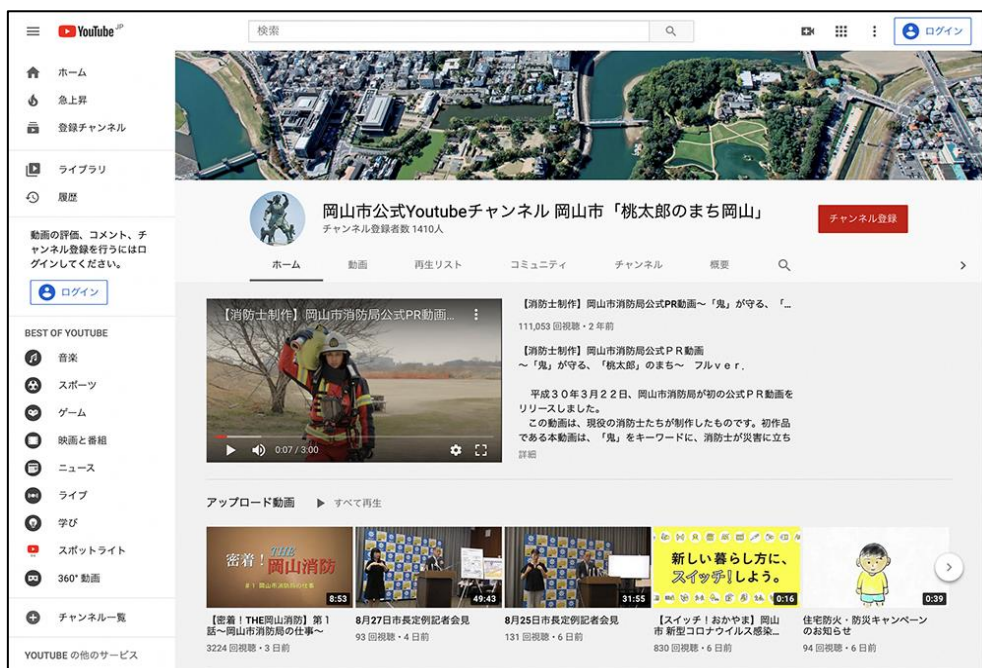 YouTube JP
検索
ログイン
ホーム
急上昇
登録チャンネル
ライブラリ
履歴
動画の評価、コメント、チ
ャンネル登録を行うにはロ
グインしてください。
ログイン
BEST OF YOUTUBE
音楽
スポーツ
ゲーム
映画と番組
ニュース
ライブ
学び
スポットライト
360° 動画
チャンネル一覧
YOUTUBE の他のサービス
岡山市公式Youtubeチャンネル 岡山市「桃太郎のまち岡山」
チャンネル登録者数 1410人
チャンネル登録
ホーム 動画 再生リスト コミュニティ チャンネル 概要
【消防士制作】岡山市消防局公式PR動画...
0:07 / 3:00
【消防士制作】岡山市消防局公式PR動画～「鬼」が守る、「...
111,053 回視聴・2 年前
【消防士制作】岡山市消防局公式ＰＲ動画
～「鬼」が守る、「桃太郎」のまち～　フルｖｅｒ．
平成３０年３月２２日、岡山市消防局が初の公式ＰＲ動画を
リリースしました。
この動画は、現役の消防士たちが制作したものです。初作品
である本動画は、「鬼」をキーワードに、消防士が災害に立ち
詳細
アップロード動画 すべて再生
密着！THE岡山消防
#1 岡山市消防局の仕事
8:53
【密着！THE岡山消防】第１
話～岡山市消防局の仕事～
3224 回視聴・3 日前
49:43
8月27日市長定例記者会見
93 回視聴・4 日前
31:55
8月25日市長定例記者会見
131 回視聴・6 日前
新しい暮らし方に、
スイッチ!しよう。
0:16
【スイッチ！おかやま】岡山
市 新型コロナウイルス感染...
830 回視聴・6 日前
0:39
住宅防火・防災キャンペーン
のお知らせ
94 回視聴・6 日前